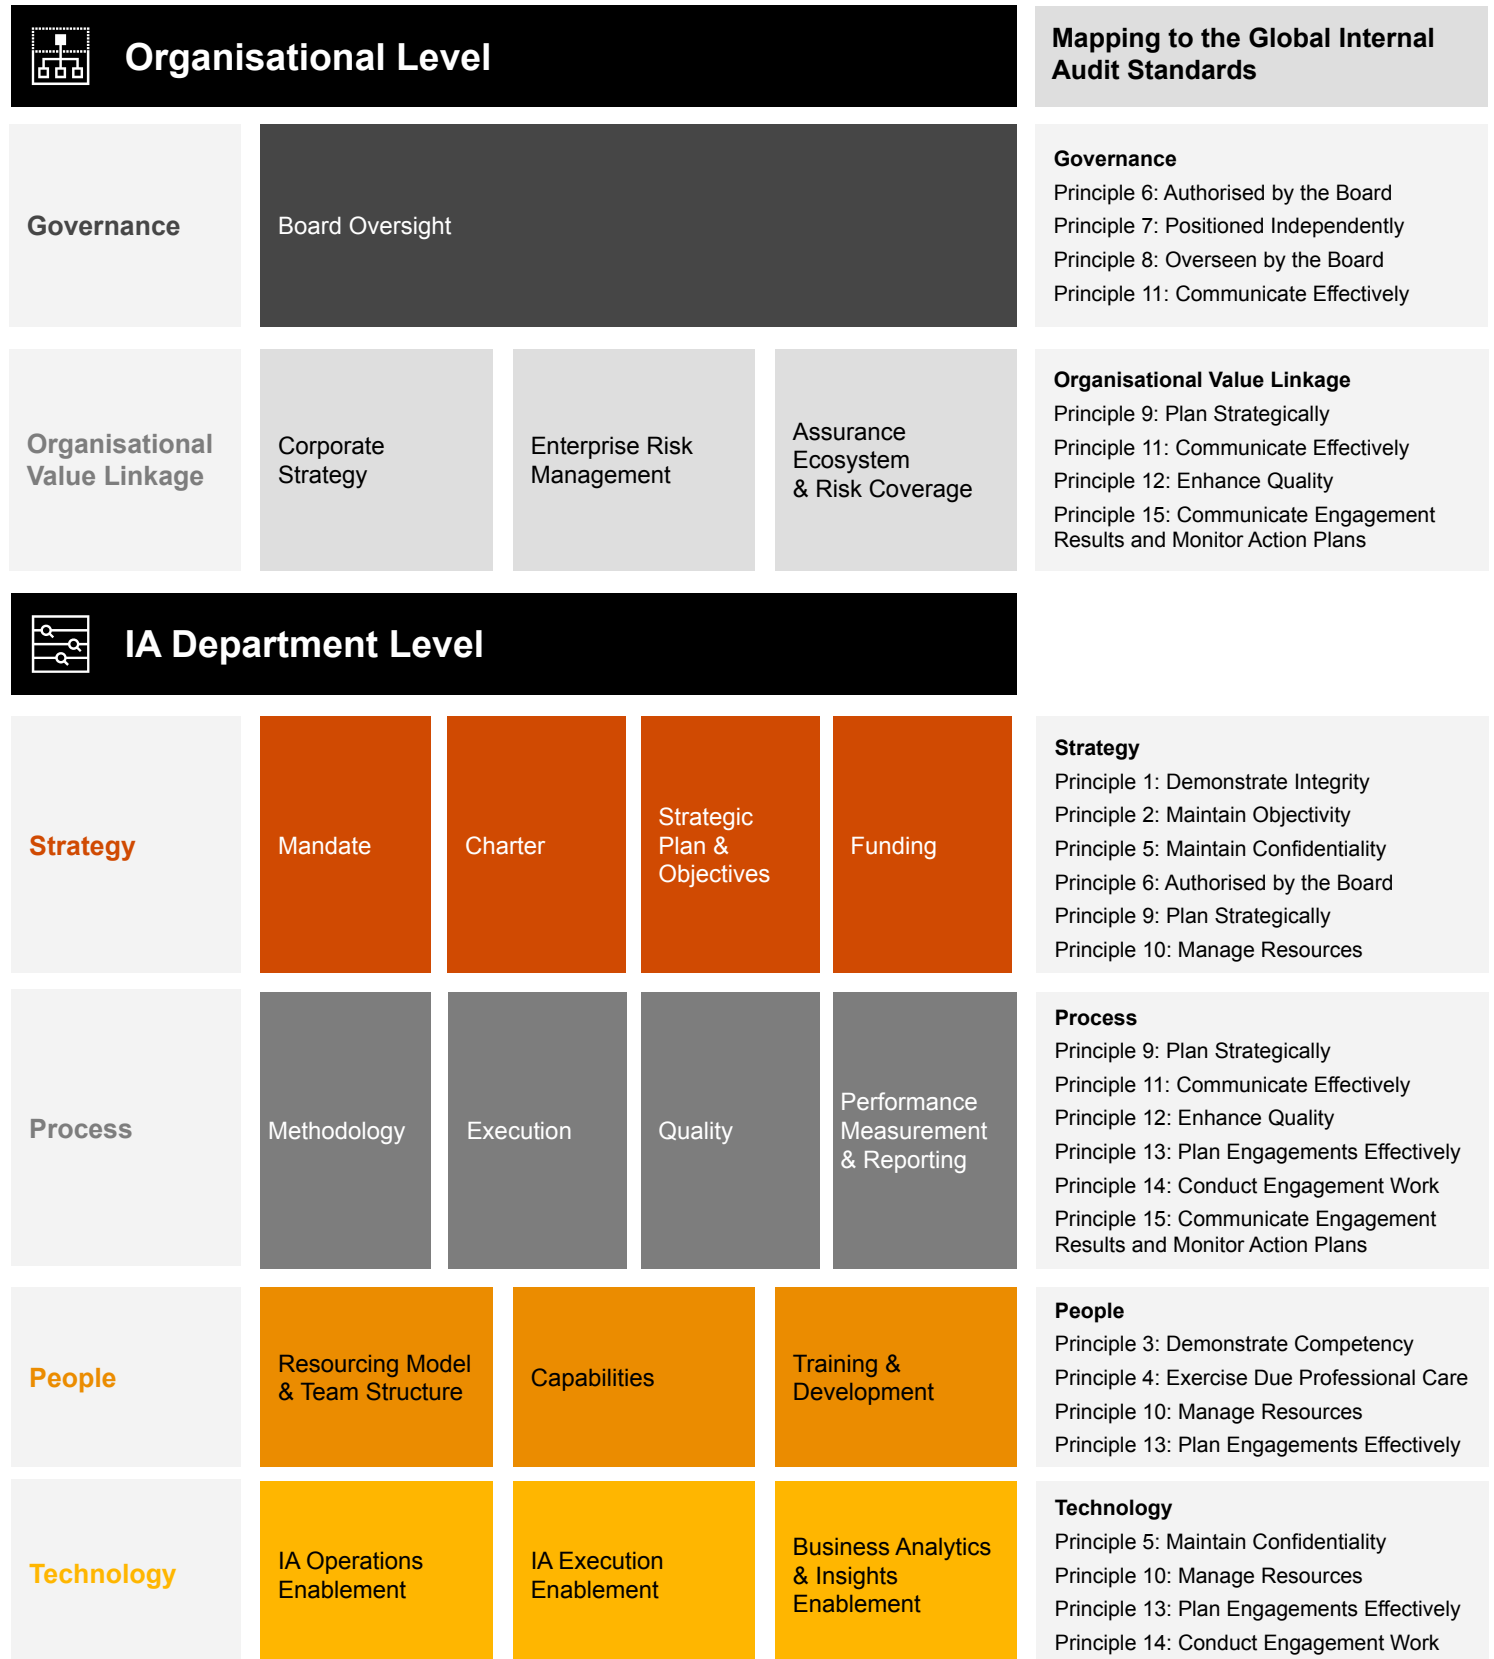 Organisational Level
Mapping to the Global Internal
Audit Standards
Governance
Board Oversight
Governance
Principle 6: Authorised by the Board
Principle 7: Positioned Independently
Principle 8: Overseen by the Board
Principle 11: Communicate Effectively
Organisational
Value Linkage
Corporate
Strategy
Enterprise Risk
Management
Assurance
Ecosystem
& Risk Coverage
Organisational Value Linkage
Principle 9: Plan Strategically
Principle 11: Communicate Effectively
Principle 12: Enhance Quality
Principle 15: Communicate Engagement
Results and Monitor Action Plans
IA Department Level
Strategy
Mandate
Charter
Strategic
Plan &
Objectives
Funding
Strategy
Principle 1: Demonstrate Integrity
Principle 2: Maintain Objectivity
Principle 5: Maintain Confidentiality
Principle 6: Authorised by the Board
Principle 9: Plan Strategically
Principle 10: Manage Resources
Process
Methodology
Execution
Quality
Performance
Measurement
& Reporting
Process
Principle 9: Plan Strategically
Principle 11: Communicate Effectively
Principle 12: Enhance Quality
Principle 13: Plan Engagements Effectively
Principle 14: Conduct Engagement Work
Principle 15: Communicate Engagement
Results and Monitor Action Plans
People
Resourcing Model
& Team Structure
Capabilities
Training &
Development
People
Principle 3: Demonstrate Competency
Principle 4: Exercise Due Professional Care
Principle 10: Manage Resources
Principle 13: Plan Engagements Effectively
Technology
IA Operations
Enablement
IA Execution
Enablement
Business Analytics
& Insights
Enablement
Technology
Principle 5: Maintain Confidentiality
Principle 10: Manage Resources
Principle 13: Plan Engagements Effectively
Principle 14: Conduct Engagement Work